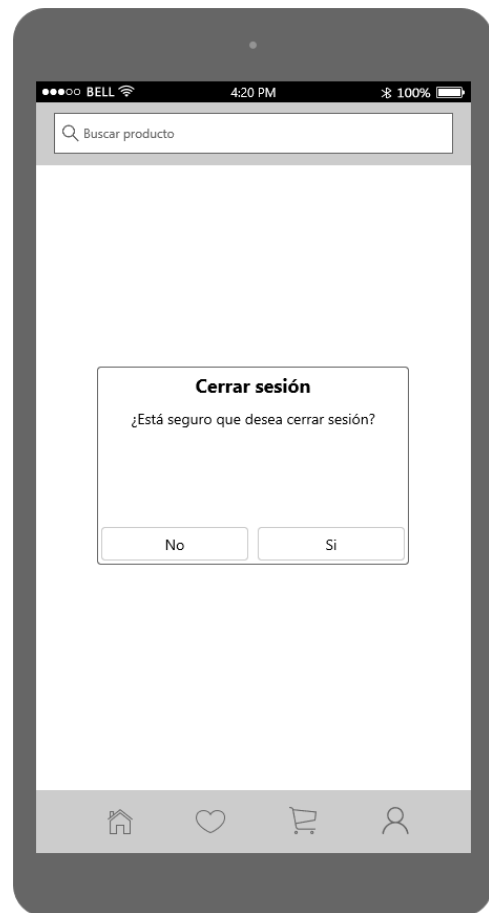 BELL 4:20 PM 100%
Buscar producto
Cerrar sesión
¿Está seguro que desea cerrar sesión?
No Si